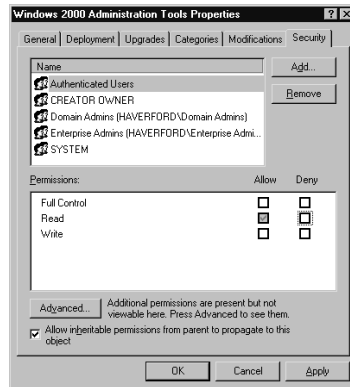 Windows 2000 Administration Tools Properties
General Deployment Upgrades Categories Modifications Security
Name
Authenticated Users
CREATOR OWNER
Domain Admins (HAVERFORD\Domain Admins)
Enterprise Admins (HAVERFORD\Enterprise Admi...
SYSTEM
Add...
Remove
Permissions: Allow Deny
Full Control
Read
Write
Advanced...
Additional permissions are present but not
viewable here. Press Advanced to see them.
Allow inheritable permissions from parent to propagate to this
object
OK Cancel Apply